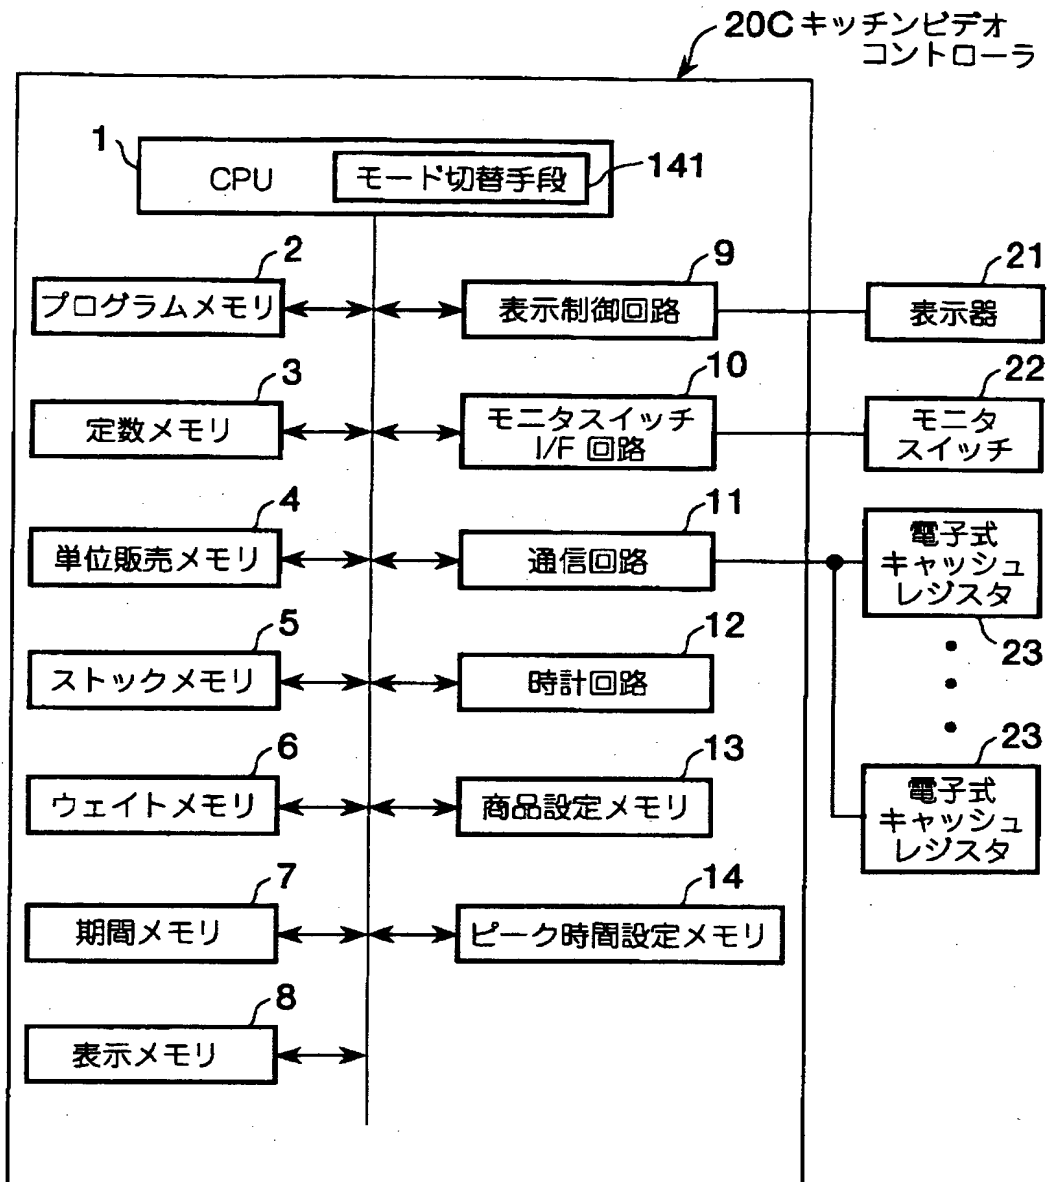 20C キッチンビデオ
コントローラ
1
CPU
モード切替手段
141
2
プログラムメモリ
9
表示制御回路
21
表示器
3
定数メモリ
10
モニタスイッチ
I/F 回路
22
モニタ
スイッチ
4
単位販売メモリ
11
通信回路
電子式
キャッシュ
レジスタ
23
5
ストックメモリ
12
時計回路
6
ウェイトメモリ
13
商品設定メモリ
23
電子式
キャッシュ
レジスタ
7
期間メモリ
14
ピーク時間設定メモリ
8
表示メモリ